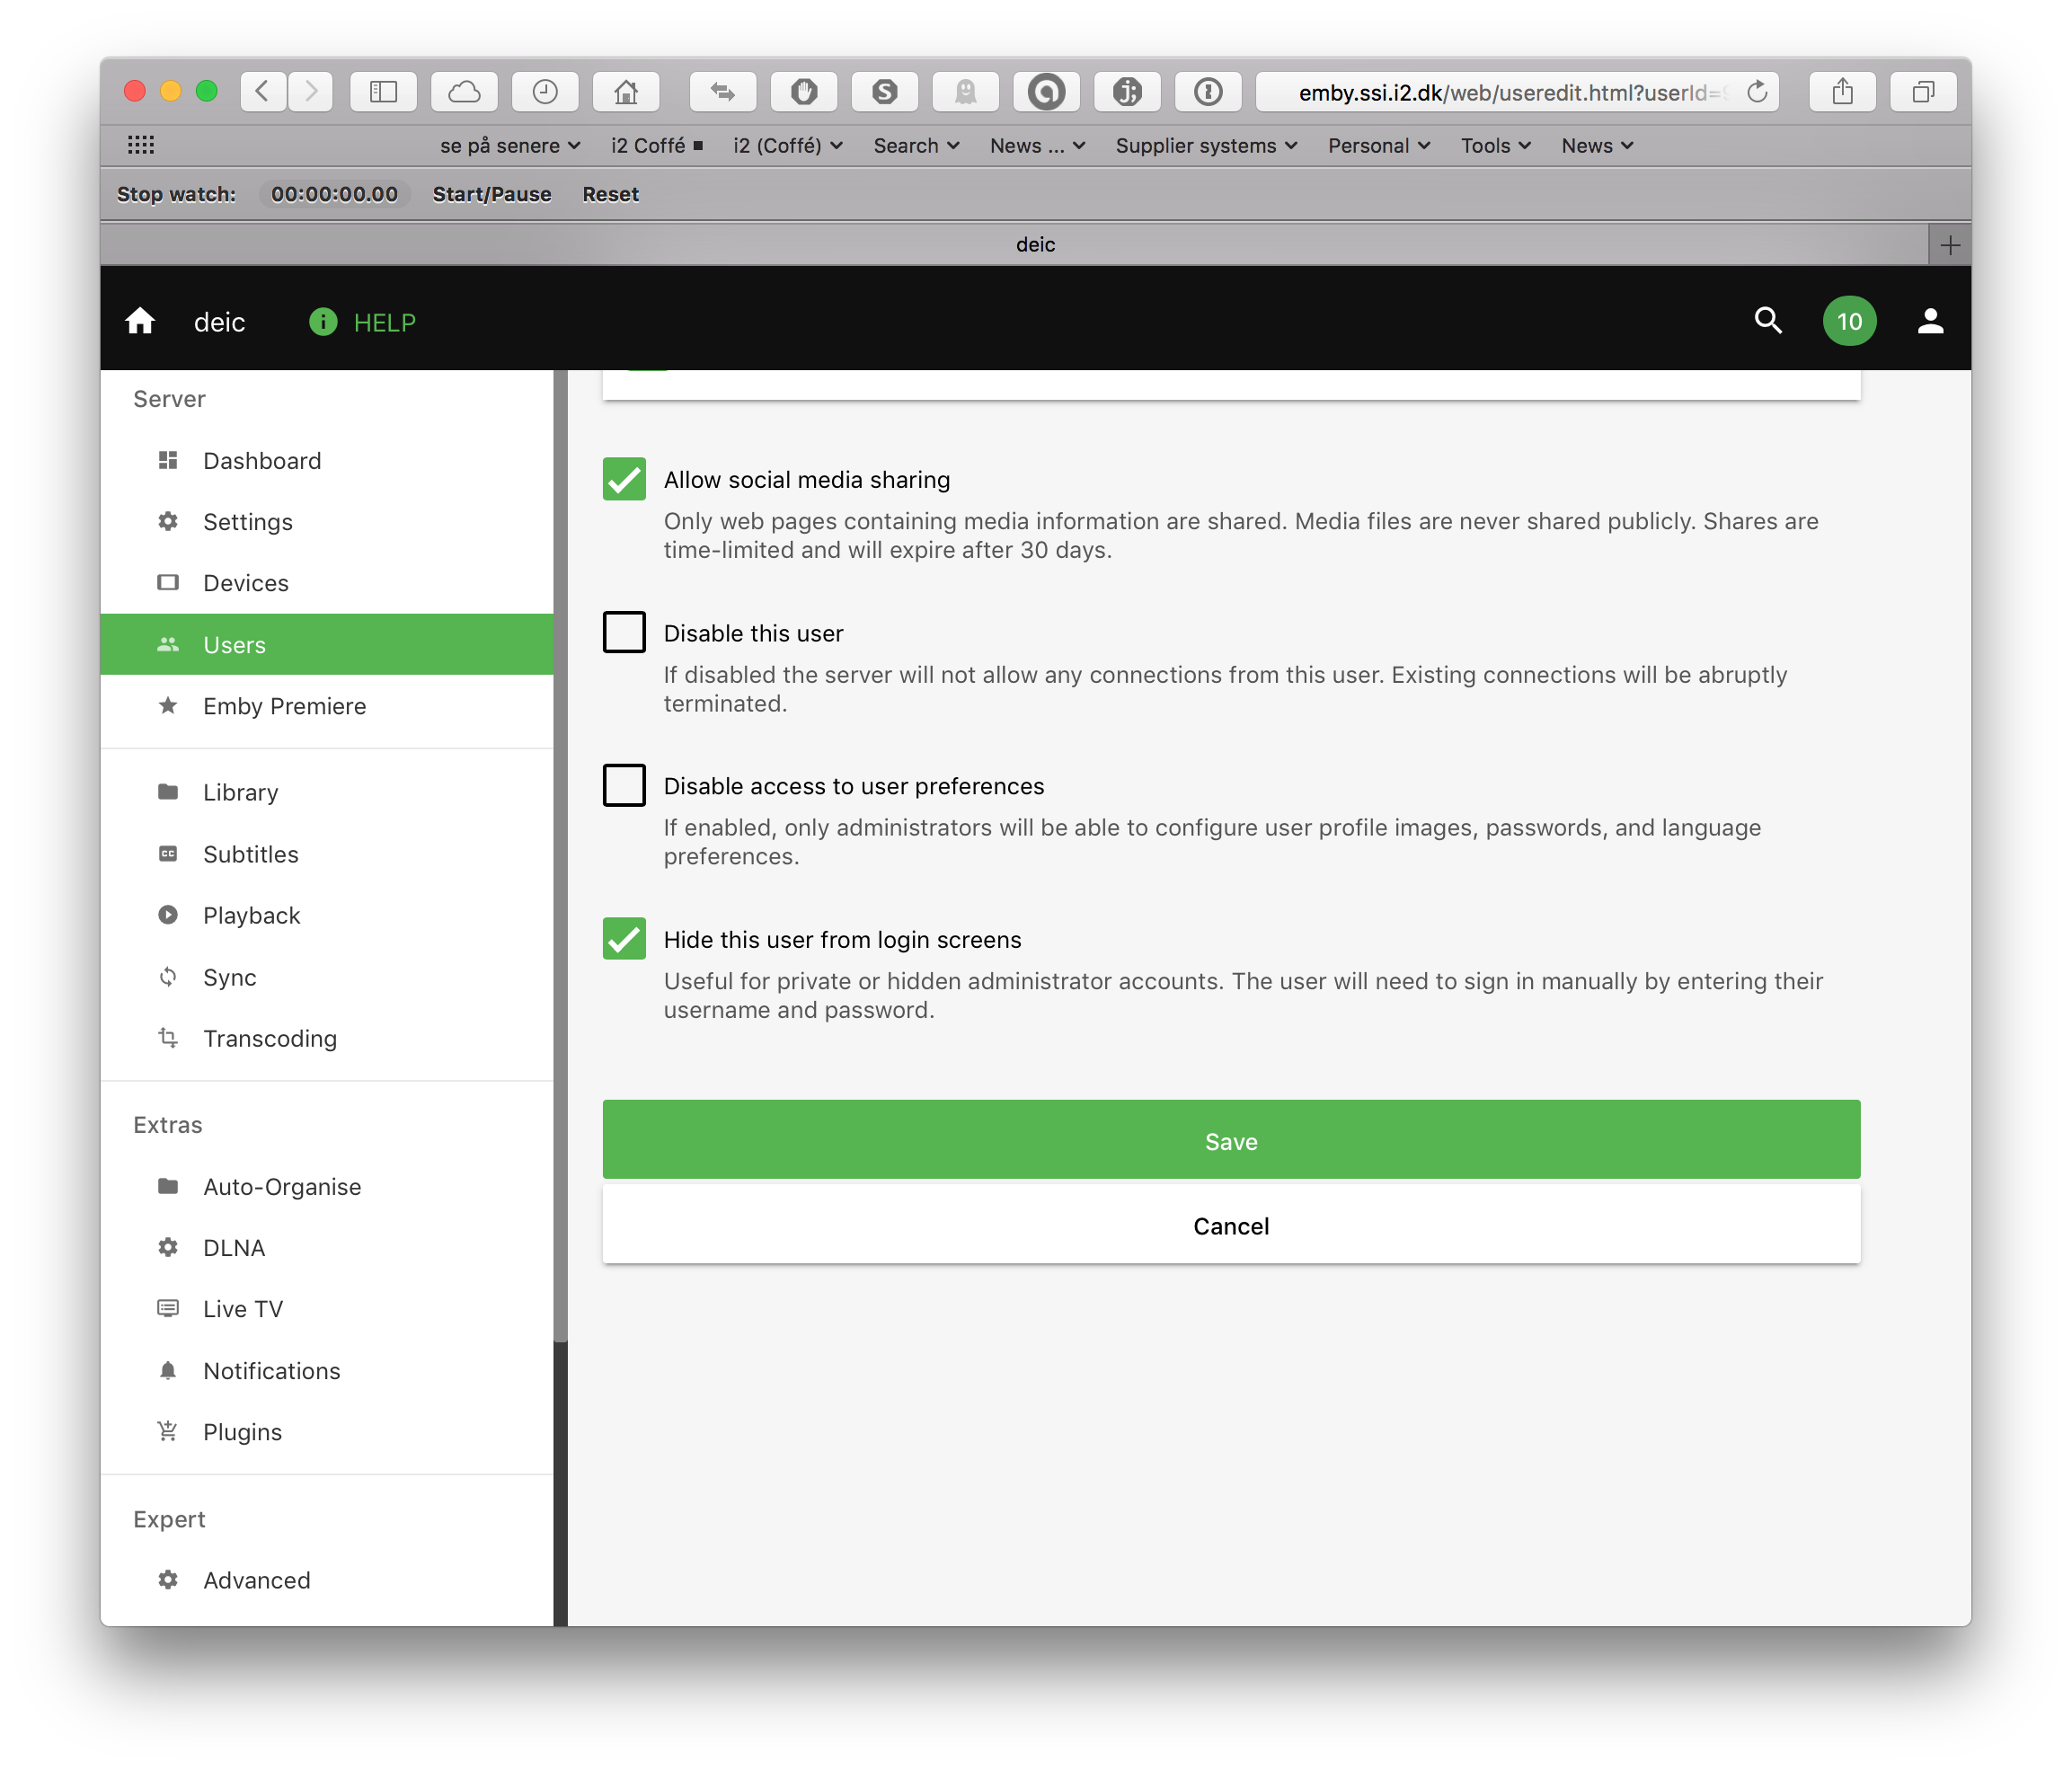 emby.ssi.i2.dk/web/useredit.html?userId=
se på senere
i2 Coffé
i2 (Coffé)
Search
News ...
Supplier systems
Personal
Tools
News
Stop watch: 00:00:00.00 Start/Pause Reset
deic
deic
HELP
10
Server
Dashboard
Settings
Devices
Users
Emby Premiere
Library
Subtitles
Playback
Sync
Transcoding
Extras
Auto-Organise
DLNA
Live TV
Notifications
Plugins
Expert
Advanced
Allow social media sharing
Only web pages containing media information are shared. Media files are never shared publicly. Shares are
time-limited and will expire after 30 days.
Disable this user
If disabled the server will not allow any connections from this user. Existing connections will be abruptly
terminated.
Disable access to user preferences
If enabled, only administrators will be able to configure user profile images, passwords, and language
preferences.
Hide this user from login screens
Useful for private or hidden administrator accounts. The user will need to sign in manually by entering their
username and password.
Save
Cancel